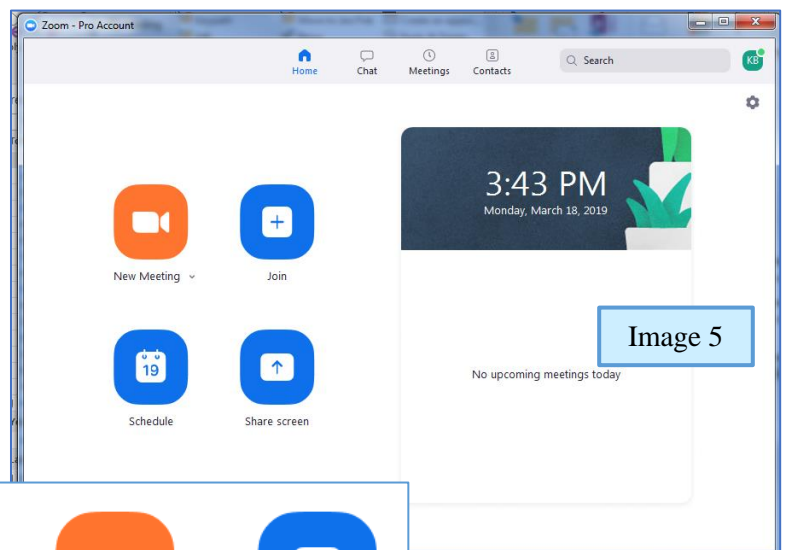 Zoom - Pro Account
Home Chat Meetings Contacts Search KB
3:43 PM
Monday, March 18, 2019
New Meeting Join
Image 5
19
No upcoming meetings today
Schedule Share screen